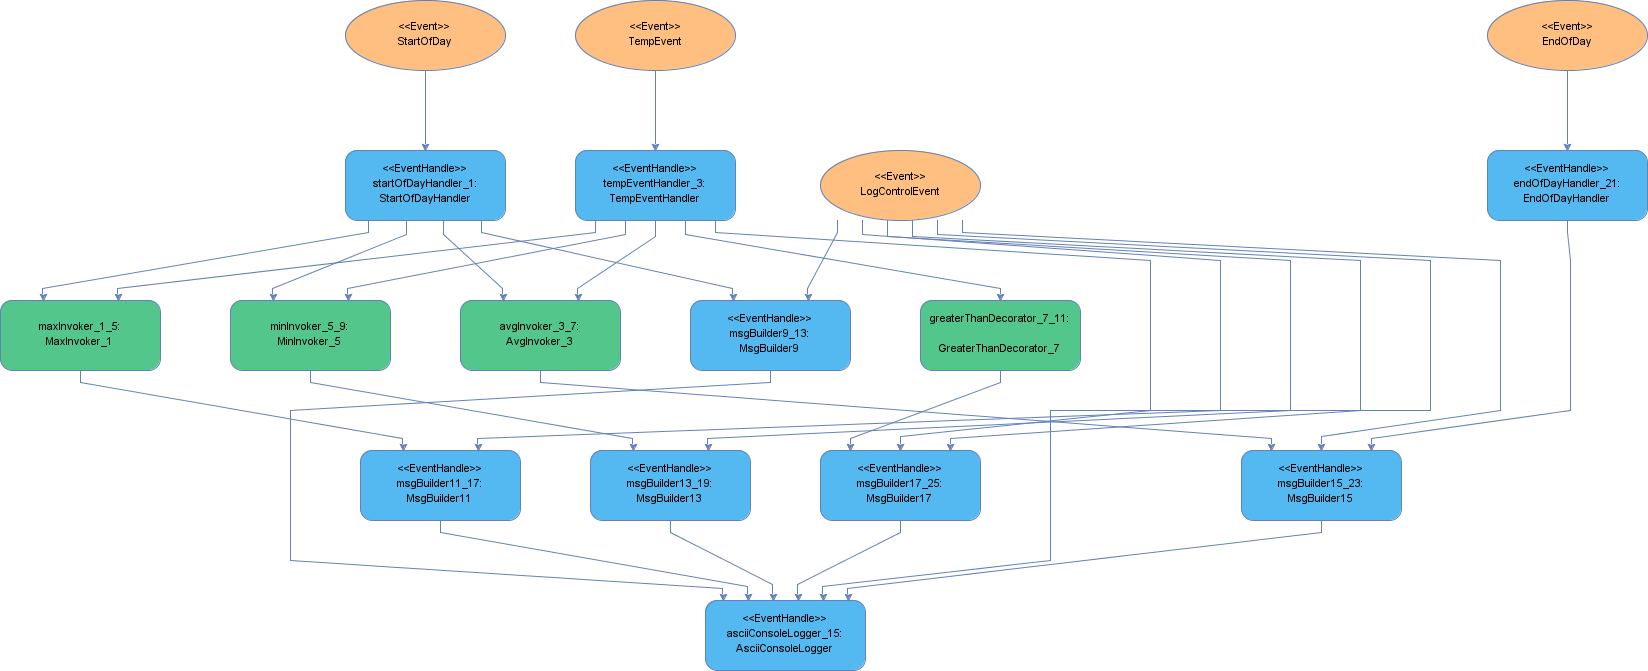 <<Event>>
StartOfDay
<<Event>>
TempEvent
<<Event>>
EndOfDay
<<EventHandle>>
startOfDayHandler_1:
StartOfDayHandler
<<EventHandle>>
tempEventHandler_3:
TempEventHandler
<<Event>>
LogControlEvent
<<EventHandle>>
endOfDayHandler_21:
EndOfDayHandler
maxInvoker_1_5:
MaxInvoker_1
minInvoker_5_9:
MinInvoker_5
avgInvoker_3_7:
AvgInvoker_3
<<EventHandle>>
msgBuilder9_13:
MsgBuilder9
greaterThanDecorator_7_11:
GreaterThanDecorator_7
<<EventHandle>>
msgBuilder11_17:
MsgBuilder11
<<EventHandle>>
msgBuilder13_19:
MsgBuilder13
<<EventHandle>>
msgBuilder17_25:
MsgBuilder17
<<EventHandle>>
msgBuilder15_23:
MsgBuilder15
<<EventHandle>>
asciiConsoleLogger_15:
AsciiConsoleLogger